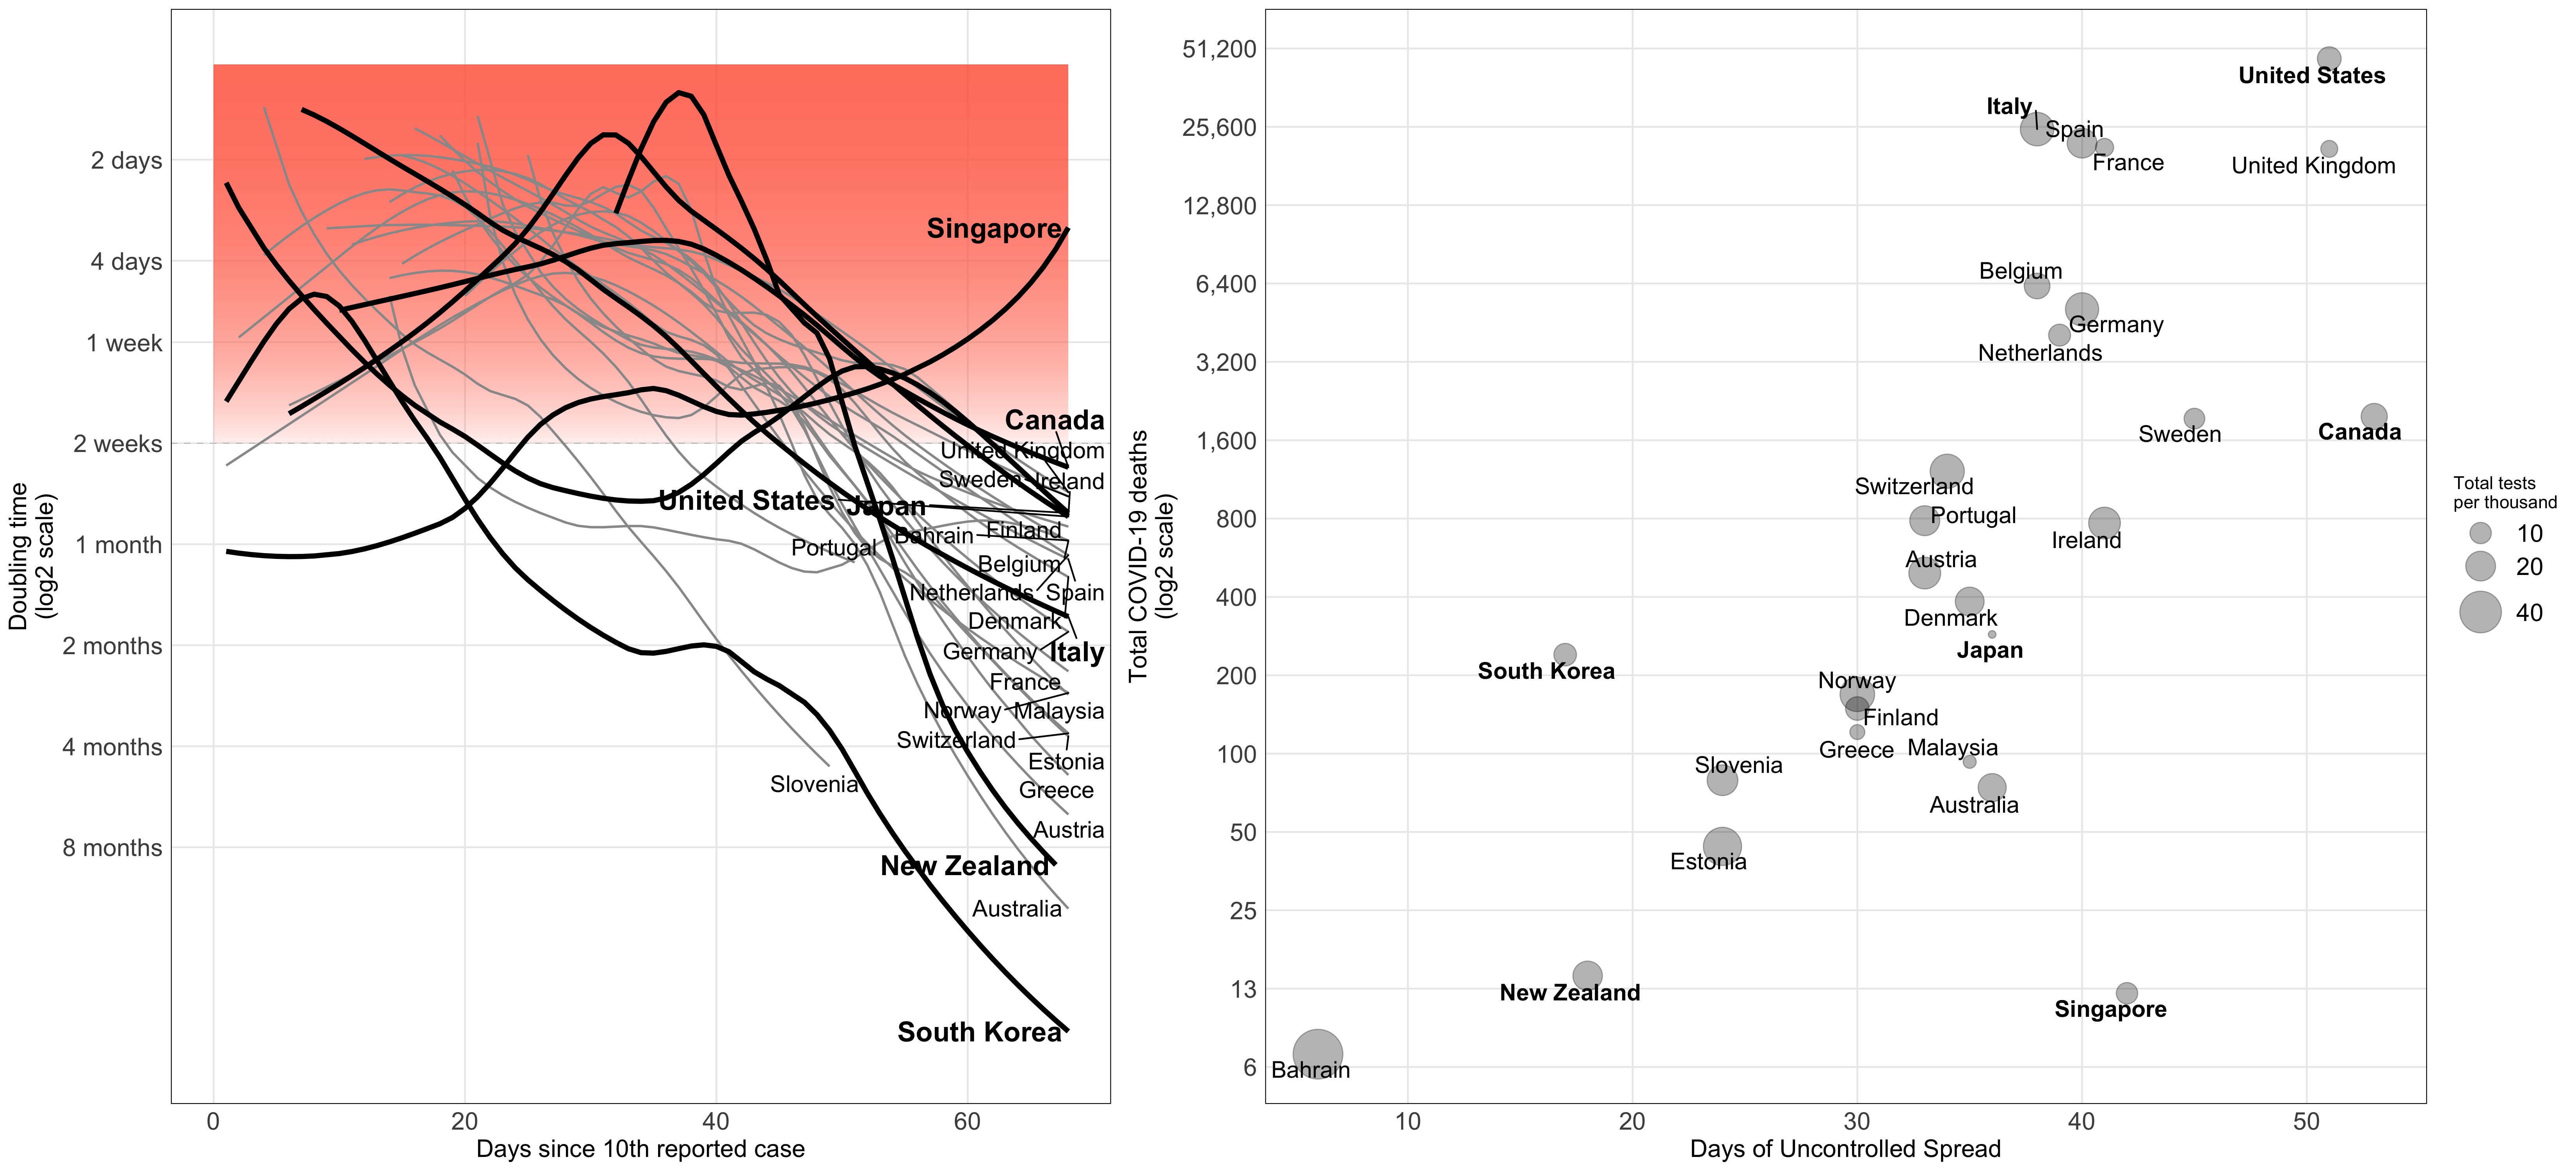 Doubling time
(log2 scale)
2 days
4 days
1 week
2 weeks
1 month
2 months
4 months
8 months
Singapore
Canada
United Kingdom
Sweden
Ireland
United States
Japan
Finland
Bahrain
Portugal
Belgium
Netherlands
Spain
Denmark
Germany
Italy
France
Norway
Malaysia
Switzerland
Estonia
Slovenia
Greece
Austria
New Zealand
Australia
South Korea
0
20
40
60
Days since 10th reported case
Total COVID-19 deaths
(log2 scale)
51,200
25,600
12,800
6,400
3,200
1,600
800
400
200
100
50
25
13
6
United States
Italy
Spain
France
United Kingdom
Belgium
Germany
Netherlands
Sweden
Canada
Switzerland
Portugal
Ireland
Austria
Denmark
Japan
South Korea
Norway
Finland
Greece
Malaysia
Slovenia
Australia
Estonia
New Zealand
Singapore
Bahrain
10
20
30
40
50
Days of Uncontrolled Spread
Total tests
per thousand
10
20
40